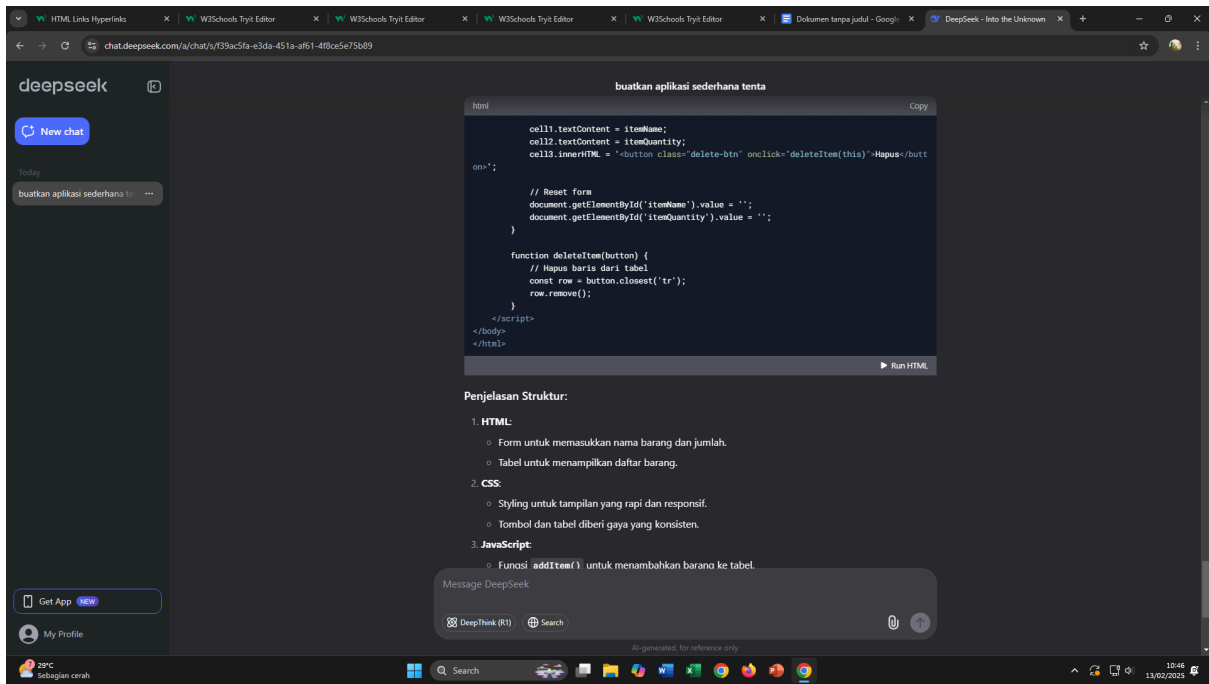 HTML Links Hyperlinks
W3Schools Tryit Editor
W3Schools Tryit Editor
W3Schools Tryit Editor
W3Schools Tryit Editor
Dokumen tanpa judul - Google
DeepSeek - Into the Unknown
chat.deepseek.com/a/chat/s/f39ac5fa-e3da-451a-af61-4f8ce5e75b89
deepseek
New chat
Today
buatkan aplikasi sederhana te
Get App NEW
My Profile
buatkan aplikasi sederhana tenta
html
Copy
cell1.textContent = itemName;
cell2.textContent = itemQuantity;
cell3.innerHTML = '<button class="delete-btn" onclick="deleteItem(this)">Hapus</butt
on>';
// Reset form
document.getElementById('itemName').value = '';
document.getElementById('itemQuantity').value = '';
}
function deleteItem(button) {
// Hapus baris dari tabel
const row = button.closest('tr');
row.remove();
}
</script>
</body>
</html>
Run HTML
Penjelasan Struktur:
1. HTML:
Form untuk memasukkan nama barang dan jumlah.
Tabel untuk menampilkan daftar barang.
2. CSS:
Styling untuk tampilan yang rapi dan responsif.
Tombol dan tabel diberi gaya yang konsisten.
3. JavaScript:
Fungsi addItem() untuk menambahkan barang ke tabel.
Message DeepSeek
DeepThink (R1)
Search
AI-generated, for reference only
7
29°C
Sebagian cerah
Search
10:46
13/02/2025